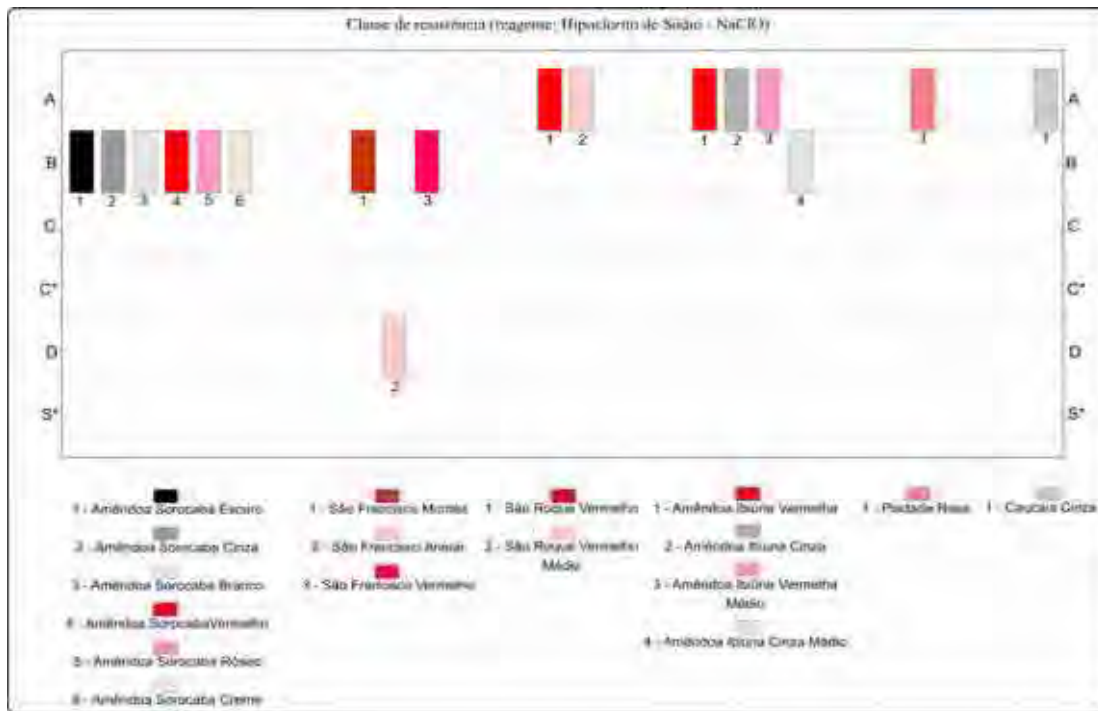 Classe de resistência (reagente: Hipoclorito de Sódio - NaClO)
A
A
B
B
C
C
C*
C*
D
D
S*
S*
1 2 3 4 5 6
1 3
2
1 2
1 2 3
4
1
1
1 - Amêndoa Sorocaba Escuro
2 - Amêndoa Sorocaba Cinza
3 - Amêndoa Sorocaba Branco
4 - Amêndoa SorocabaVermelho
5 - Amêndoa Sorocaba Róseo
6 - Amêndoa Sorocaba Creme
1 - São Francisco
2 - São Francisco
3 - São Francisco Vermelho
1 - São Roque Vermelho
2 - São Roque Vermelho
Médio
1 - Amêndoa Ibiúna Vermelha
2 - Amêndoa Ibiúna Cinza
3 - Amêndoa Ibiúna Vermelha
Médio
4 - Amêndoa Ibiúna Cinza Médio
1 - Piedade Rosa
1 - Caucaia Cinza